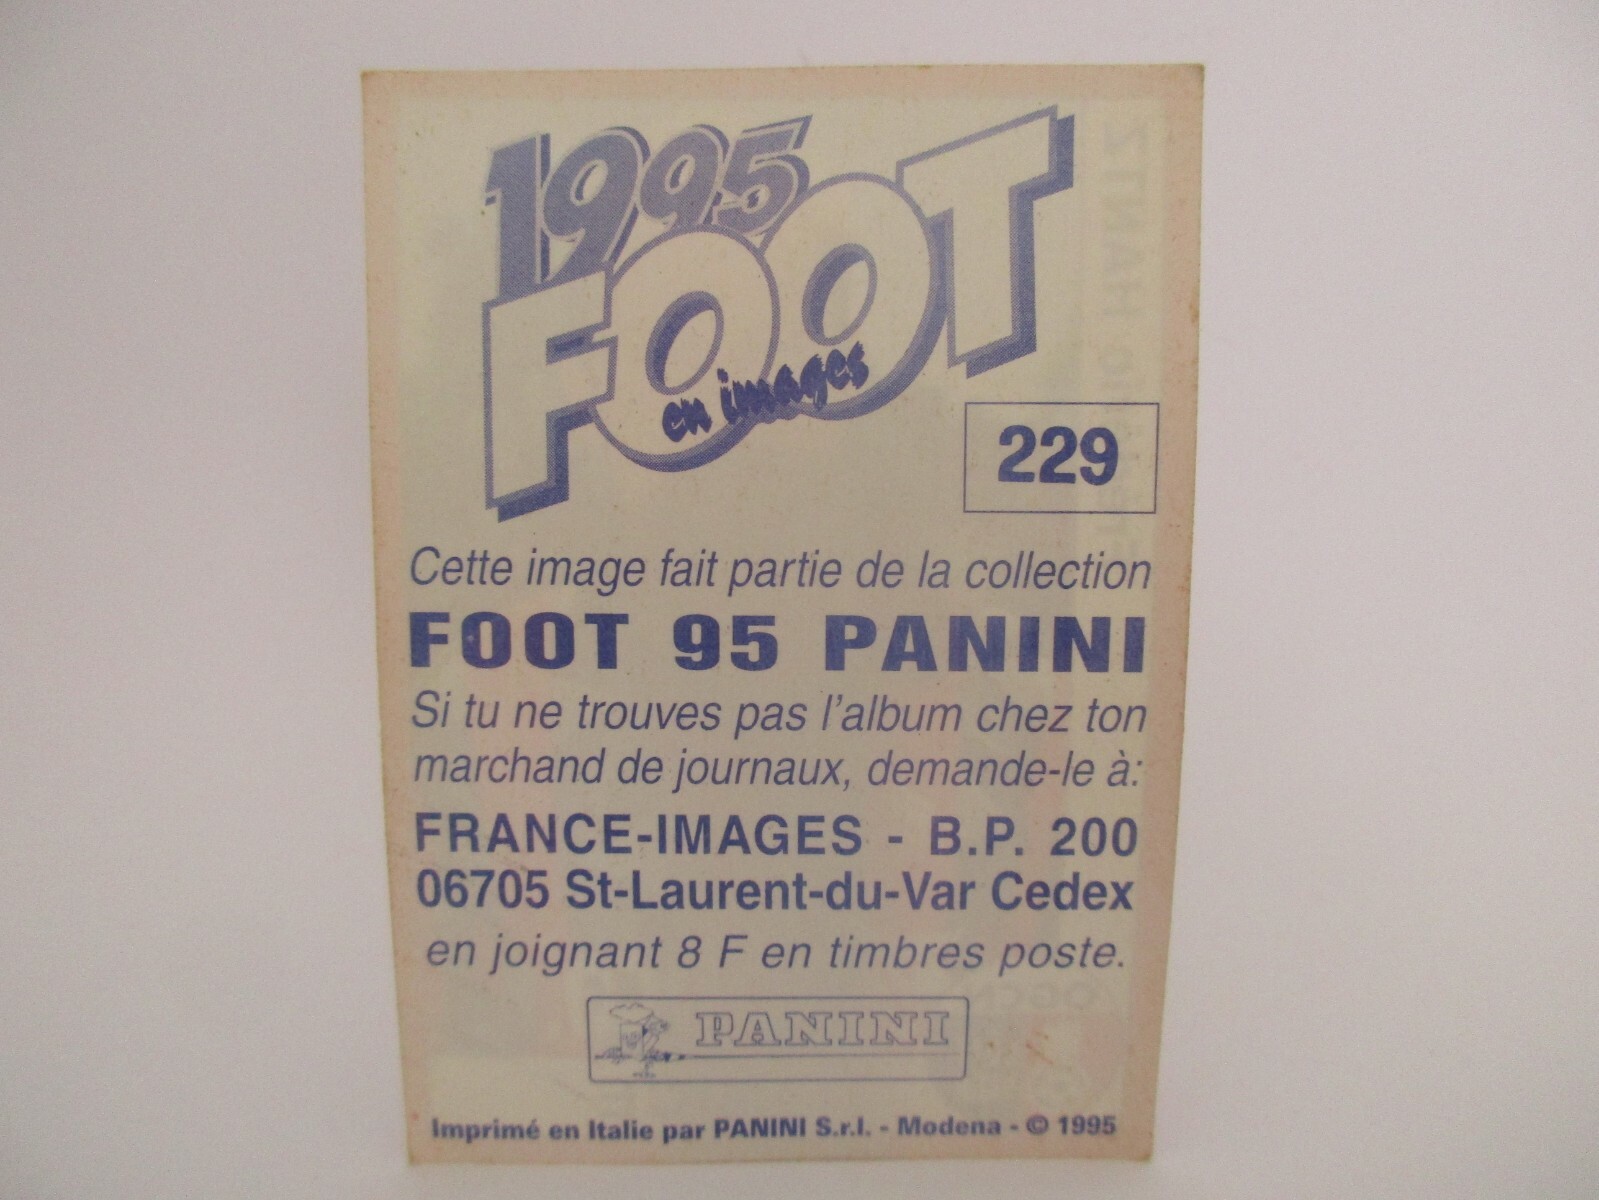 1995
FOOT
en images
229
Cette image fait partie de la collection
FOOT 95 PANINI
Si tu ne trouves pas l'album chez ton
marchand de journaux, demande-le à:
FRANCE-IMAGES - B.P. 200
06705 St-Laurent-du-Var Cedex
en joignant 8 F en timbres poste.
PANINI
Imprimé en Italie par PANINI S.r.l. - Modena - © 1995